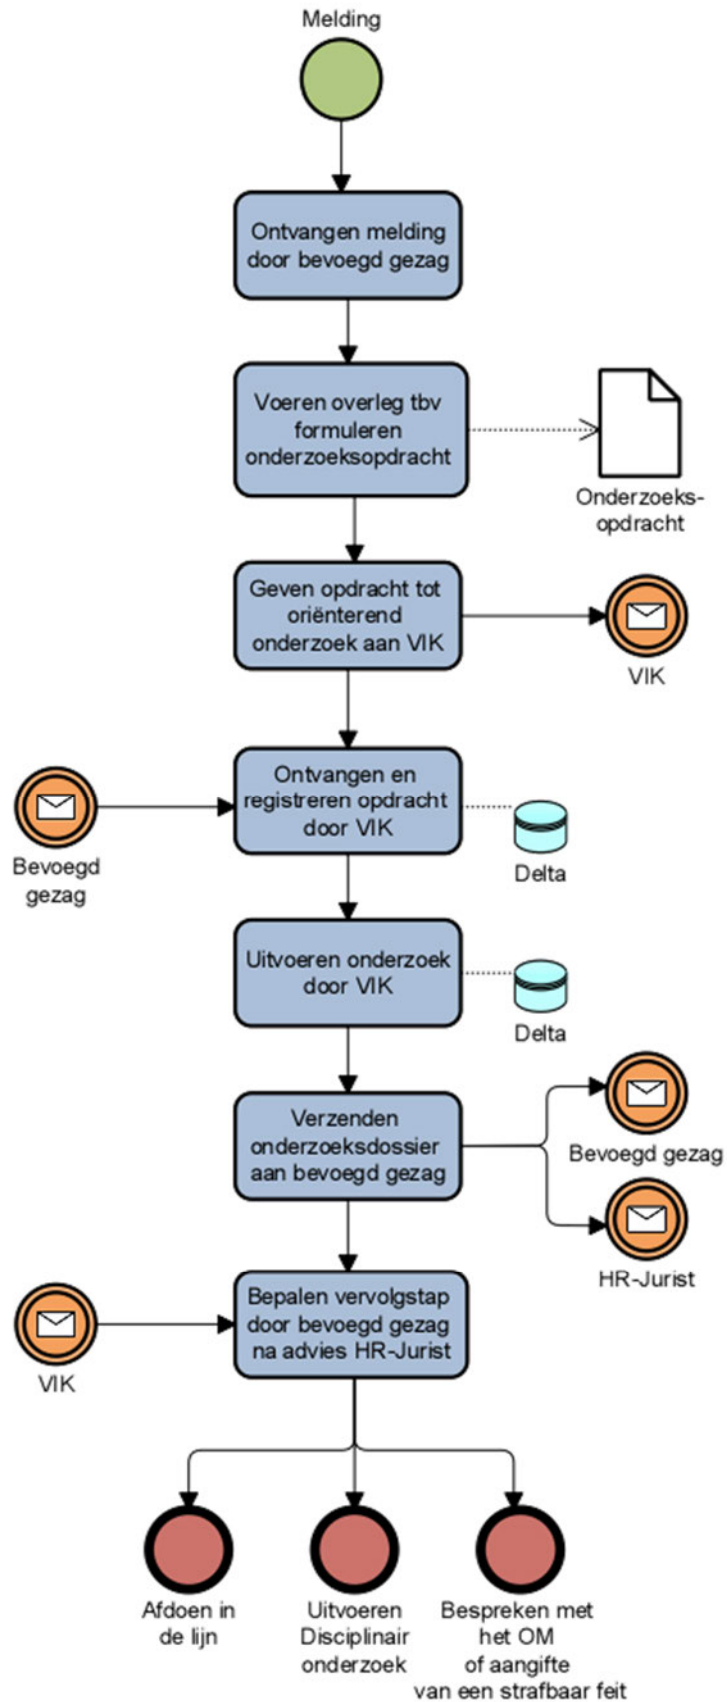 Melding
Ontvangen melding
door bevoegd gezag
Voeren overleg tbv
formuleren
onderzoeksopdracht
Onderzoeks-
opdracht
Geven opdracht tot
oriënterend
onderzoek aan VIK
VIK
Ontvangen en
registreren opdracht
door VIK
Bevoegd
gezag
Delta
Uitvoeren onderzoek
door VIK
Delta
Verzenden
onderzoeksdossier
aan bevoegd gezag
Bevoegd gezag
HR-Jurist
Bepalen vervolgstap
door bevoegd gezag
na advies HR-Jurist
VIK
Afdoen in
de lijn
Uitvoeren
Disciplinair
onderzoek
Bespreken met
het OM
of aangifte
van een strafbaar feit